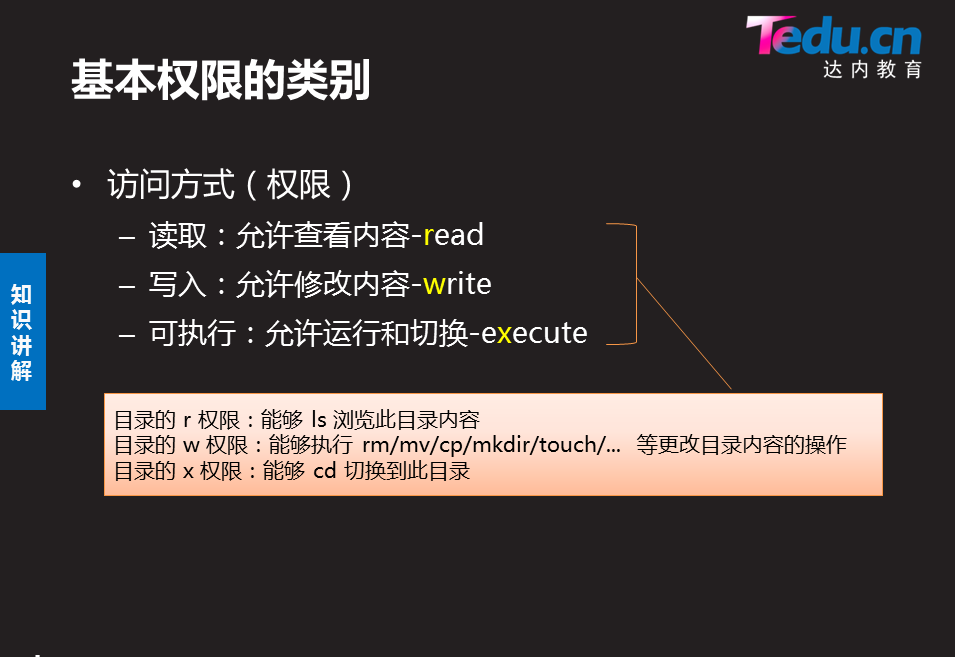 Tedu.cn
达内教育
基本权限的类别
• 访问方式（权限）
– 读取：允许查看内容-read
– 写入：允许修改内容-write
– 可执行：允许运行和切换-execute
知识讲解
目录的 r 权限：能够 ls 浏览此目录内容
目录的 w 权限：能够执行 rm/mv/cp/mkdir/touch/... 等更改目录内容的操作
目录的 x 权限：能够 cd 切换到此目录